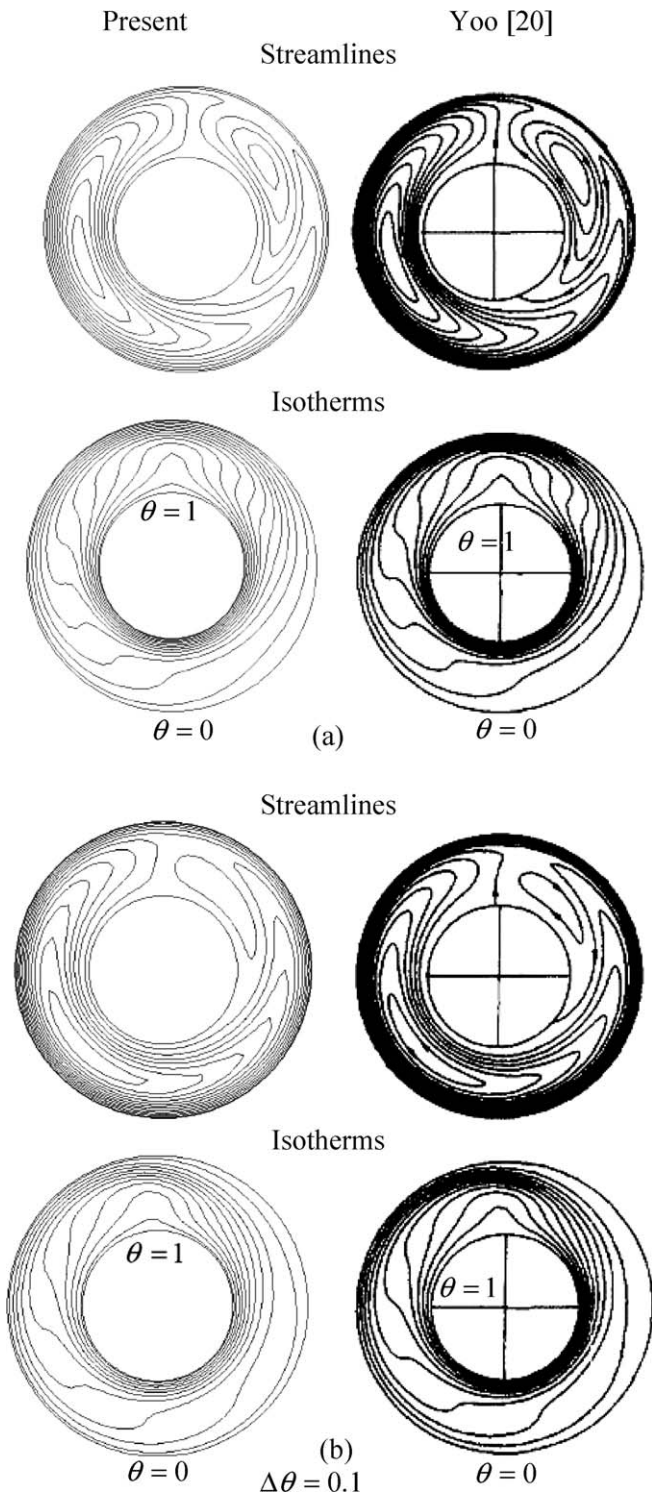 Present Yoo [20]
Streamlines
Isotherms
θ = 1 θ = 1
θ = 0 (a) θ = 0
Streamlines
Isotherms
θ = 1 θ = 1
θ = 0 (b) θ = 0
Δθ = 0.1